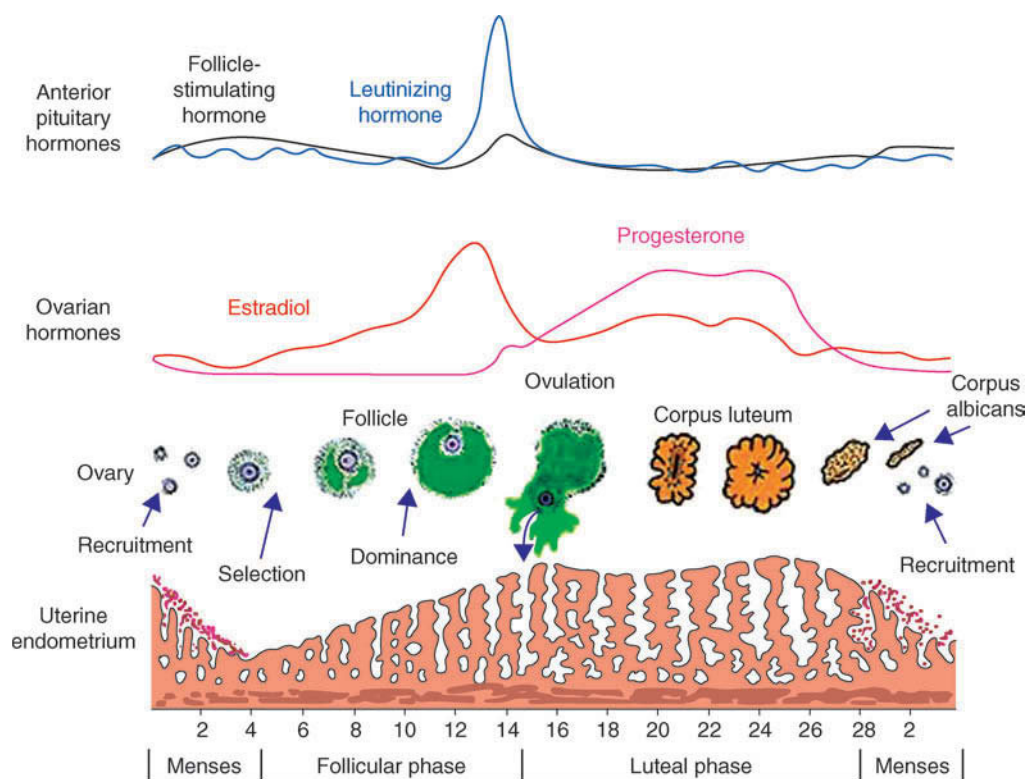 Anterior
pituitary
hormones
Follicle-
stimulating
hormone
Leutinizing
hormone
Ovarian
hormones
Estradiol
Progesterone
Ovary
Recruitment
Selection
Follicle
Dominance
Ovulation
Corpus luteum
Corpus
albicans
Recruitment
Uterine
endometrium
2 4 6 8 10 12 14 16 18 20 22 24 26 28 2
Menses Follicular phase Luteal phase Menses